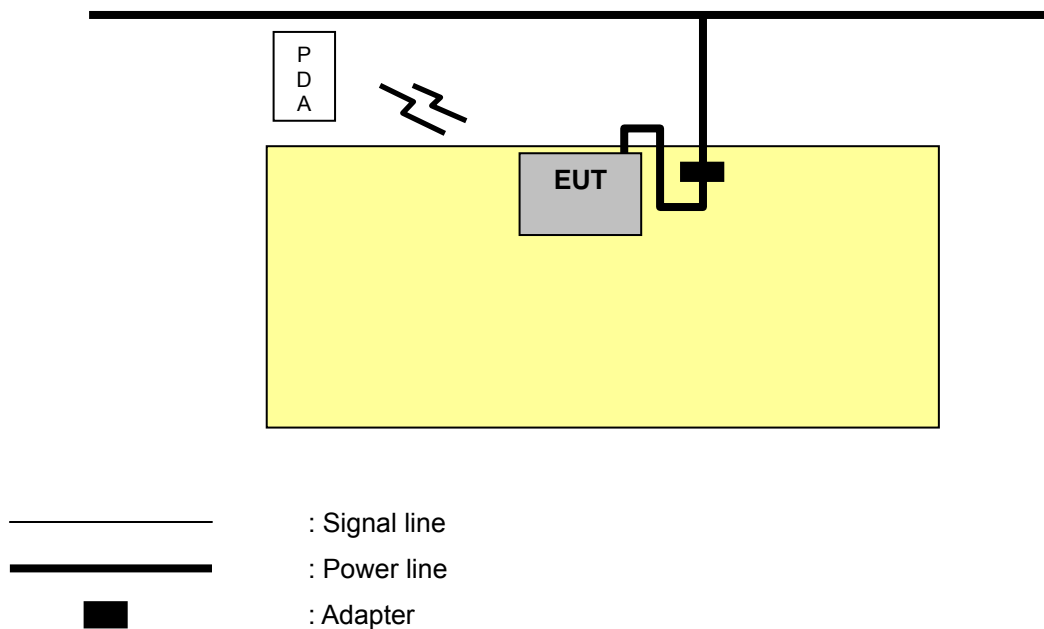 P
D
A
EUT
: Signal line
: Power line
: Adapter